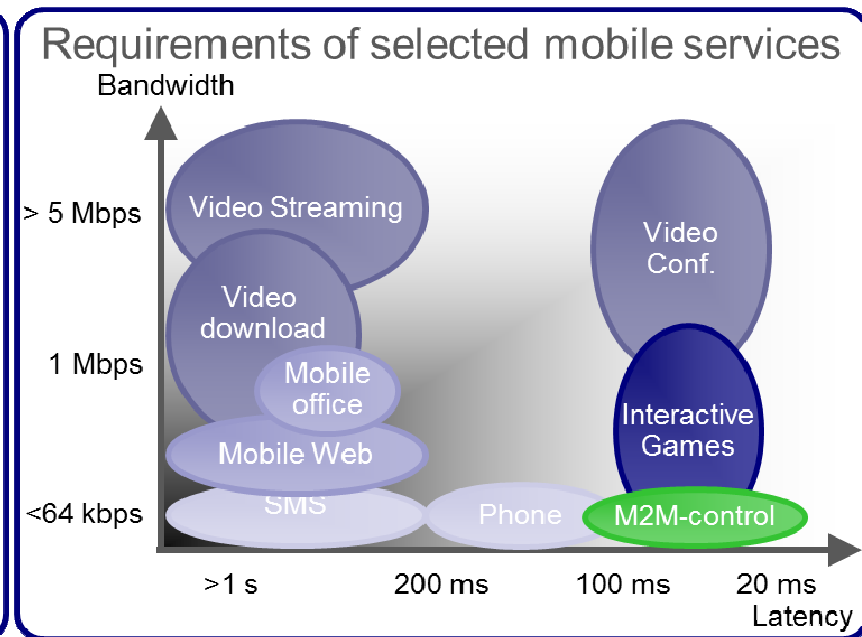 Requirements of selected mobile services
Bandwidth
> 5 Mbps
Video Streaming
Video
Conf.
Video
download
1 Mbps
Mobile
office
Interactive
Games
Mobile Web
<64 kbps
SMS
Phone
M2M-control
>1 s
200 ms
100 ms
20 ms
Latency